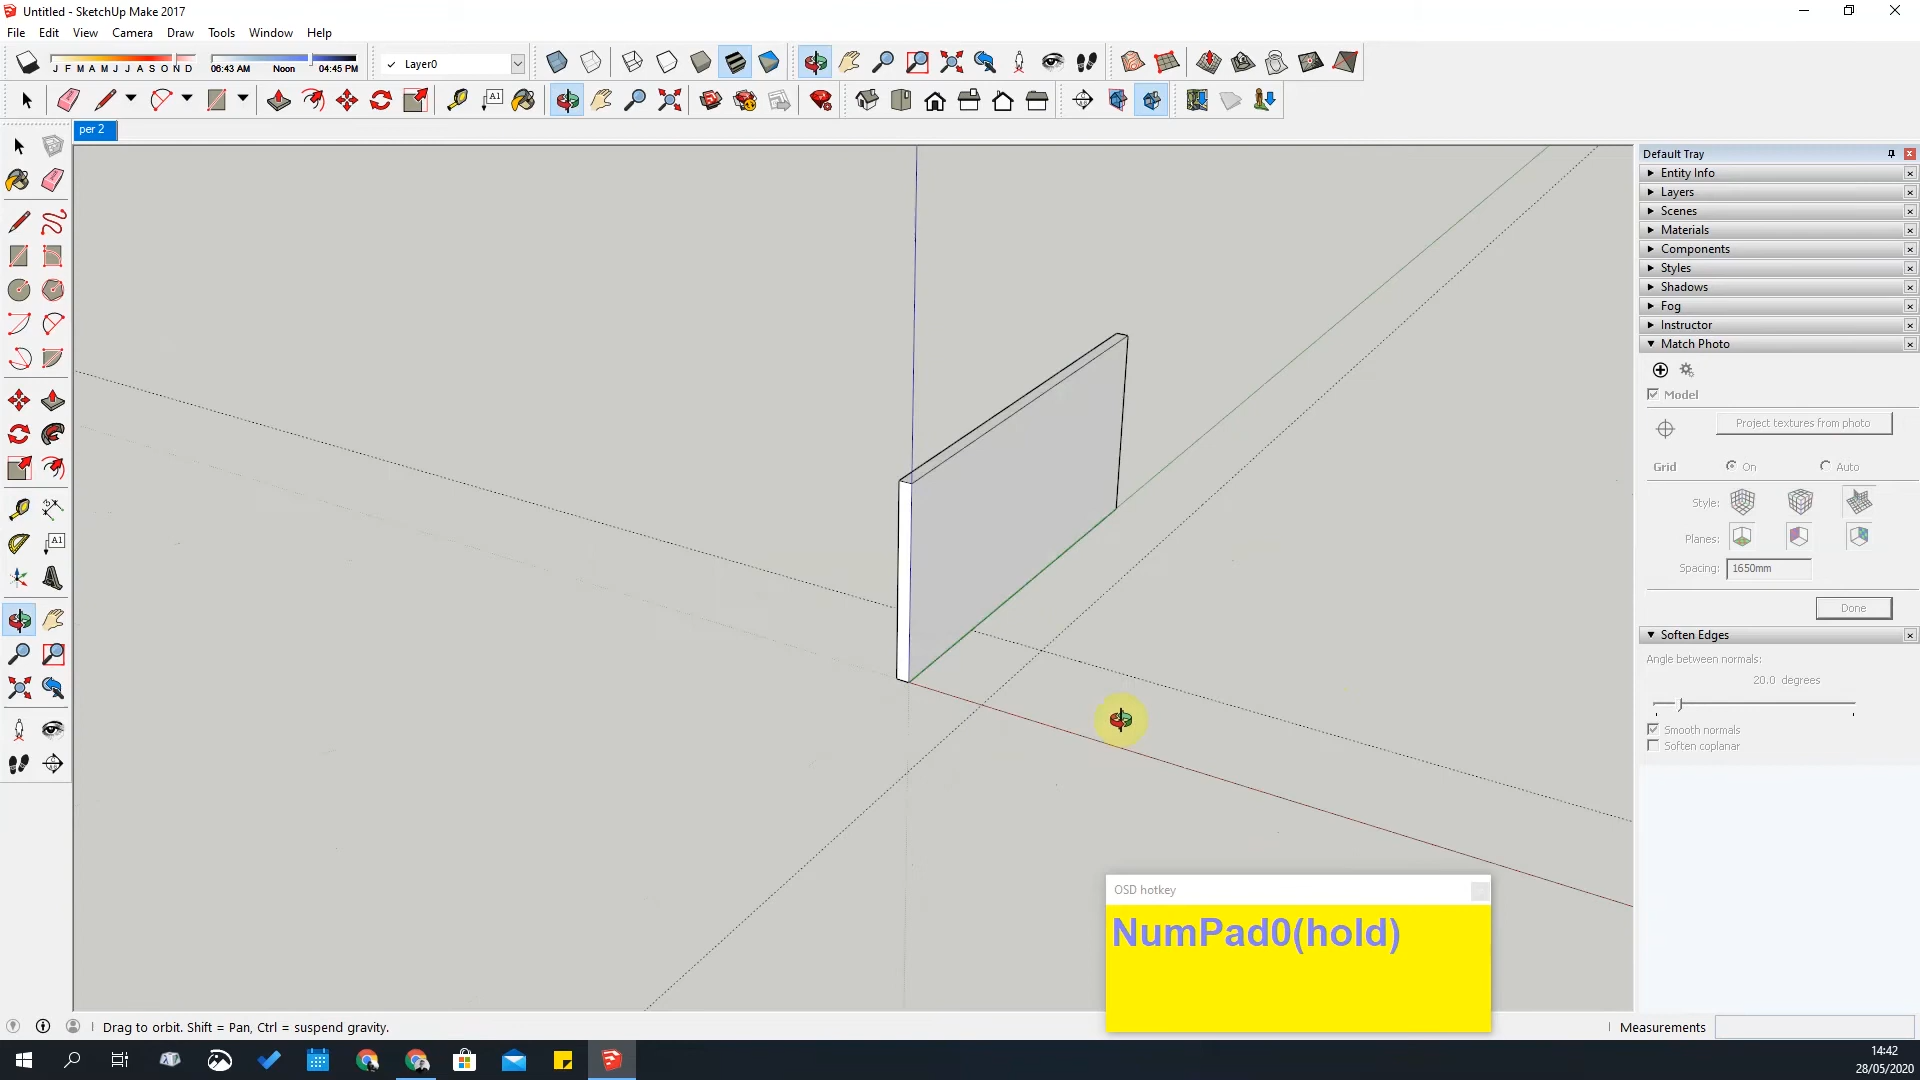 Untitled - SketchUp Make 2017
File Edit View Camera Draw Tools Window Help
J F M A M J J A S O N D
06:43 AM Noon 04:45 PM
Layer0
A1
per 2
Default Tray
Entity Info
Layers
Scenes
Materials
Components
Styles
Shadows
Fog
Instructor
Match Photo
Model
Project textures from photo
Grid On Auto
Style:
Planes:
Spacing: 1650mm
Done
Soften Edges
Angle between normals:
20.0 degrees
Smooth normals
Soften coplanar
A1
OSD hotkey
NumPad0(hold)
Drag to orbit. Shift = Pan, Ctrl = suspend gravity.
Measurements
14:42
28/05/2020